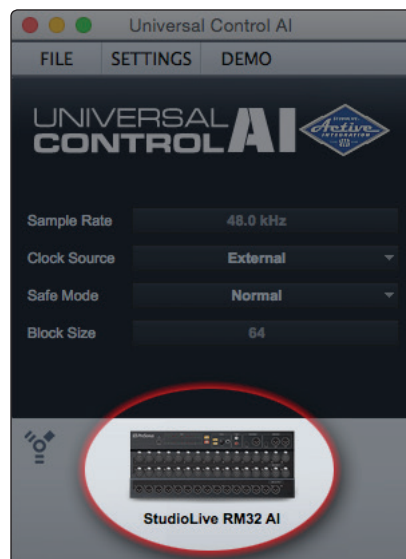 Universal Control AI
FILE SETTINGS DEMO
UNIVERSAL
CONTROL AI
Active
INTEGRATION
Sample Rate 48.0 kHz
Clock Source External
Safe Mode Normal
Block Size 64
StudioLive RM32 AI